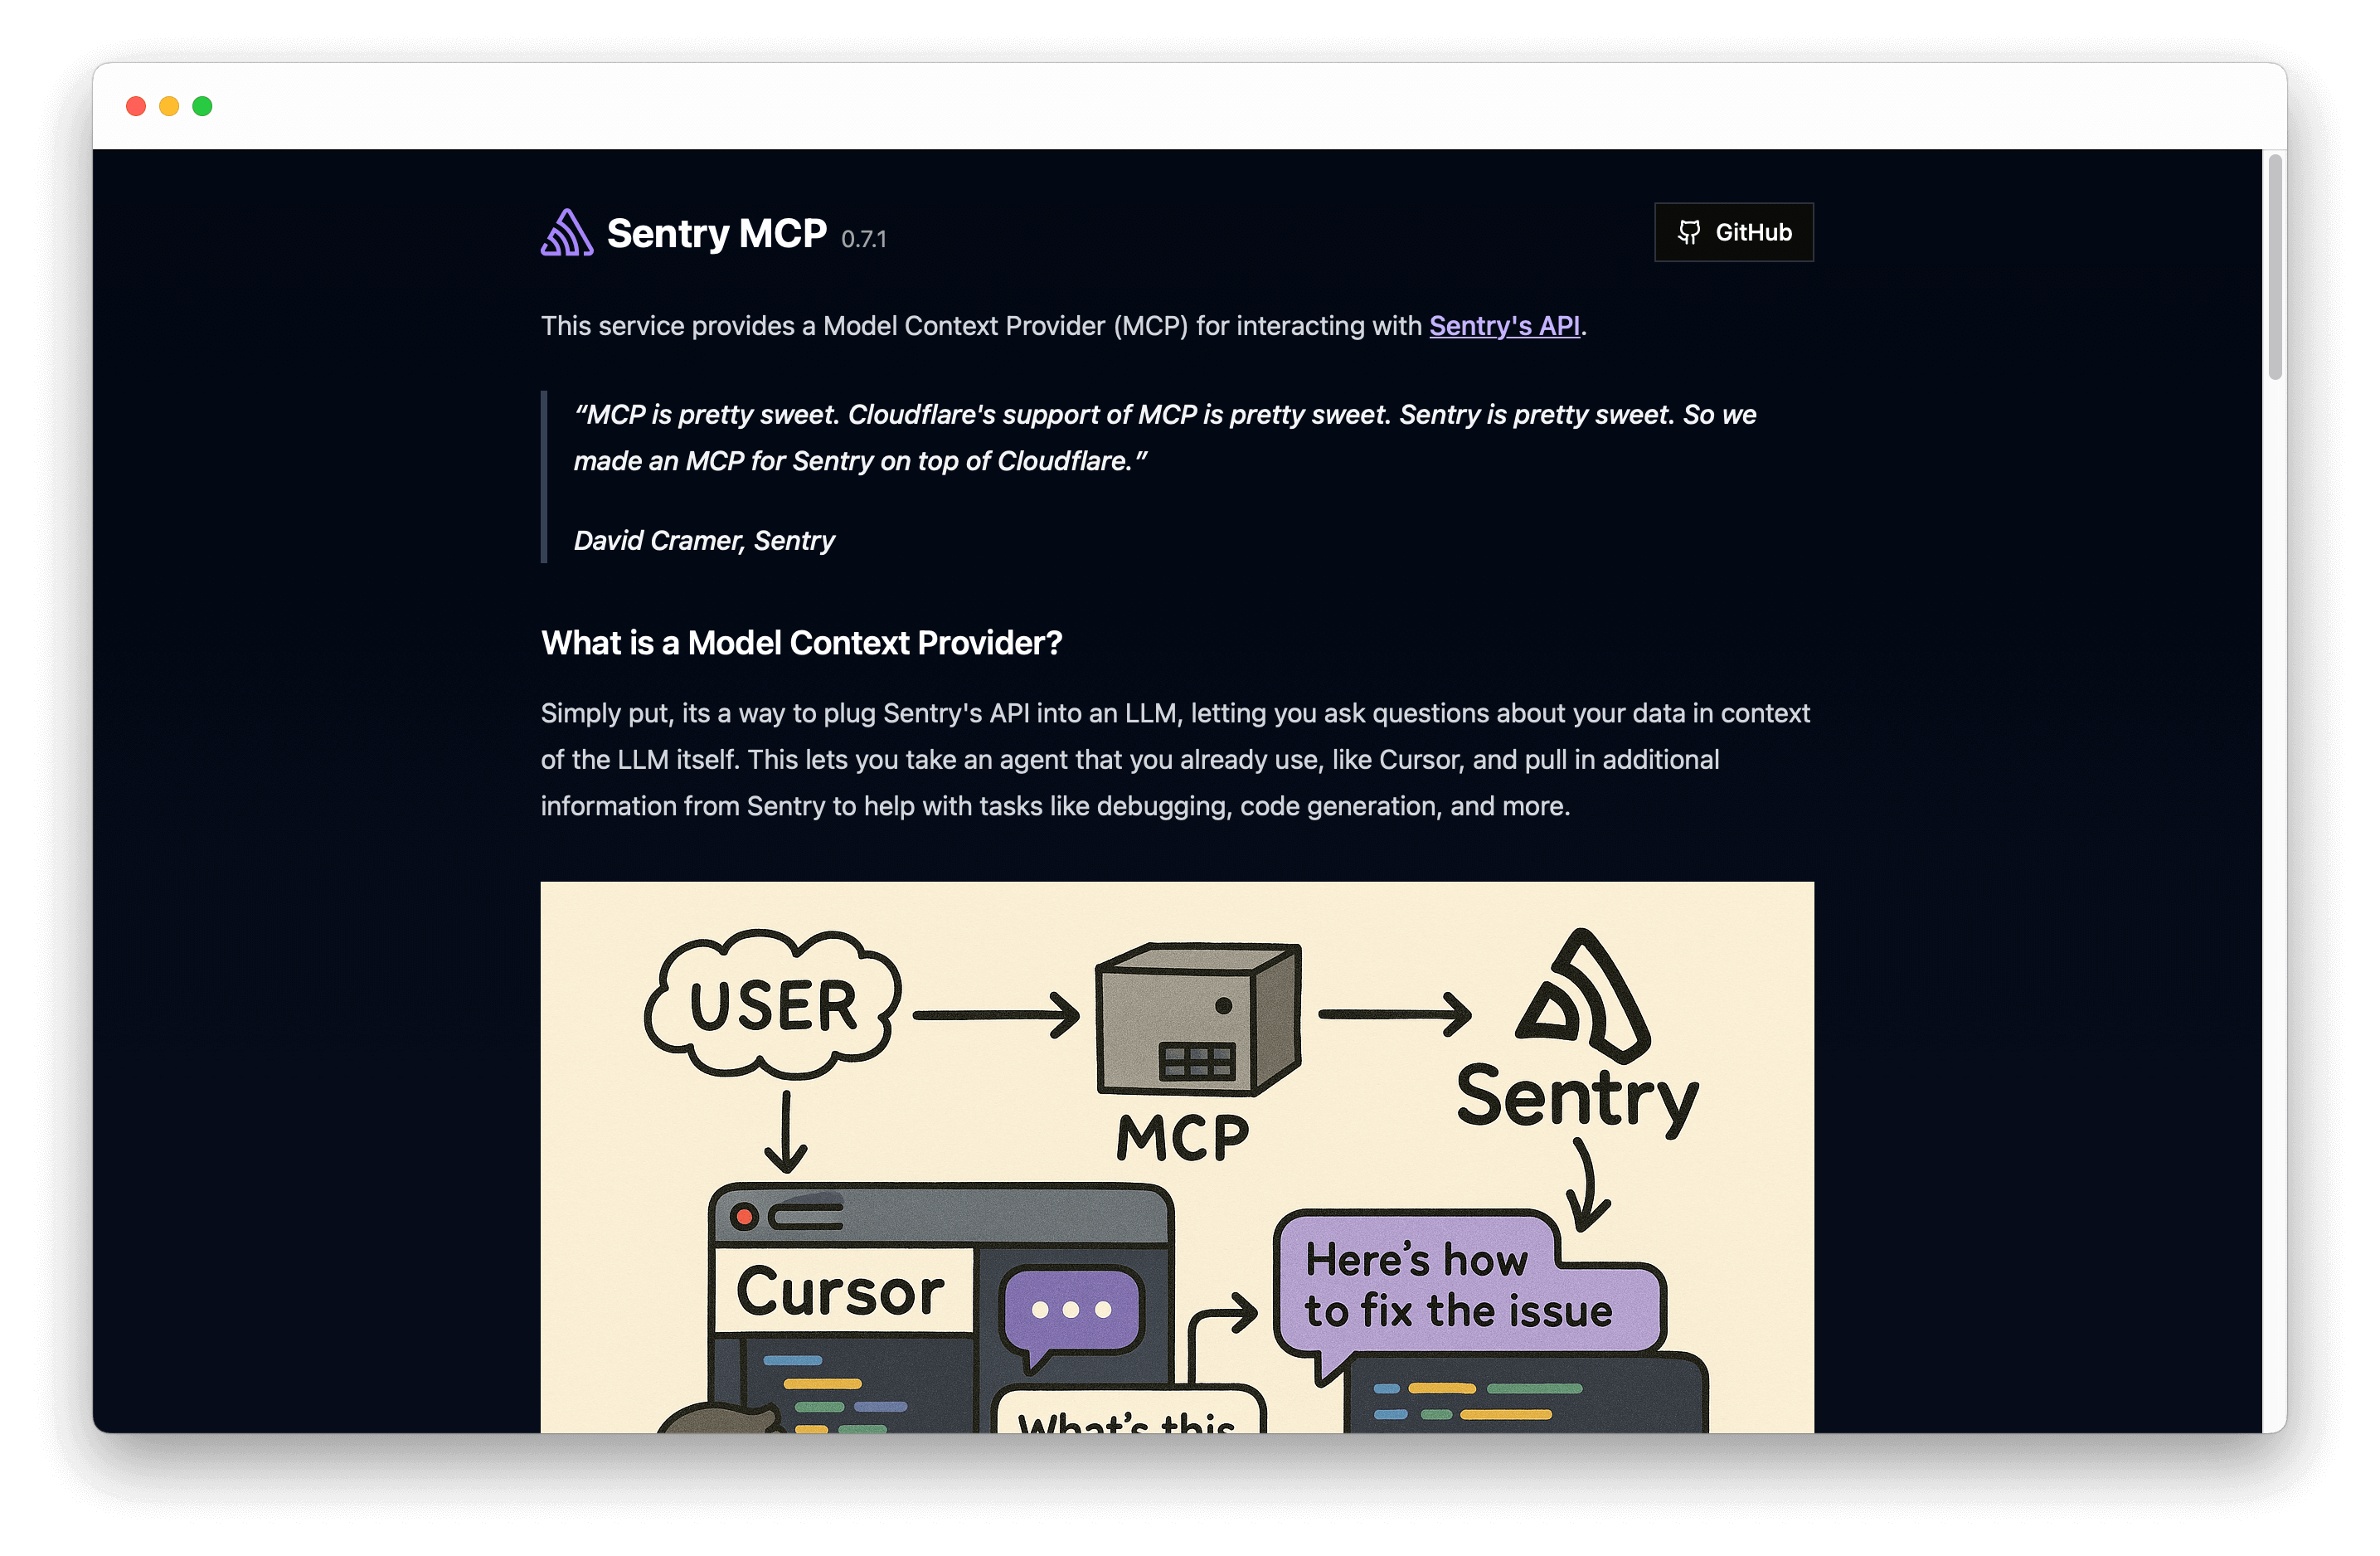 Sentry MCP 0.7.1
GitHub
This service provides a Model Context Provider (MCP) for interacting with Sentry's API.
“MCP is pretty sweet. Cloudflare's support of MCP is pretty sweet. Sentry is pretty sweet. So we
made an MCP for Sentry on top of Cloudflare.”
David Cramer, Sentry
What is a Model Context Provider?
Simply put, its a way to plug Sentry's API into an LLM, letting you ask questions about your data in context
of the LLM itself. This lets you take an agent that you already use, like Cursor, and pull in additional
information from Sentry to help with tasks like debugging, code generation, and more.
USER
MCP
Sentry
Cursor
Here’s how
to fix the issue
What’s this